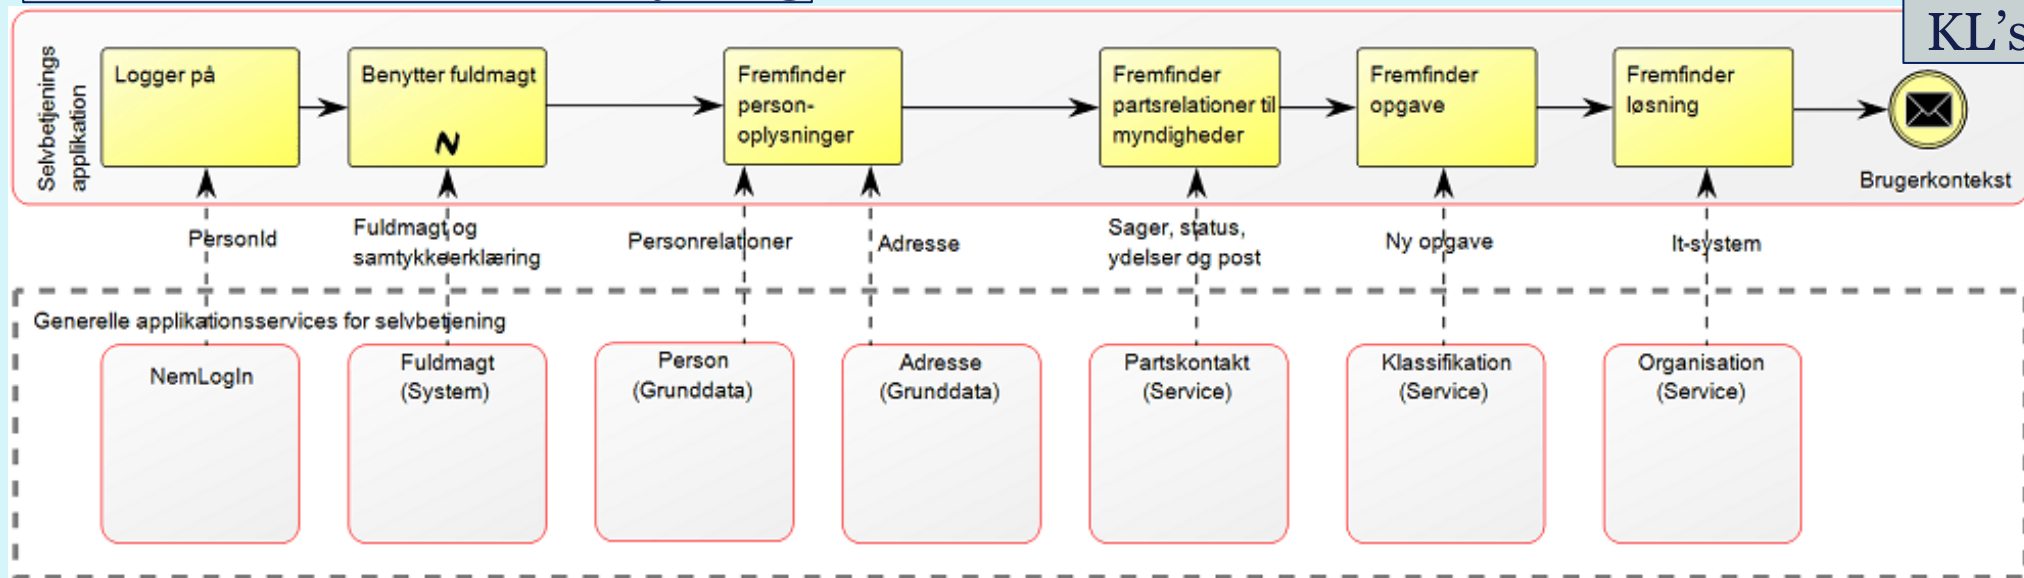 KL's
Selvbetjenings
applikation
Logger på
Benytter fuldmagt
Fremfinder
person-
oplysninger
Fremfinder
partsrelationer til
myndigheder
Fremfinder
opgave
Fremfinder
løsning
Brugerkontekst
PersonId
Fuldmagt og
samtykkeerklæring
Personrelationer
Adresse
Sager, status,
ydelser og post
Ny opgave
It-system
Generelle applikationsservices for selvbetjening
NemLogIn
Fuldmagt
(System)
Person
(Grunddata)
Adresse
(Grunddata)
Partskontakt
(Service)
Klassifikation
(Service)
Organisation
(Service)